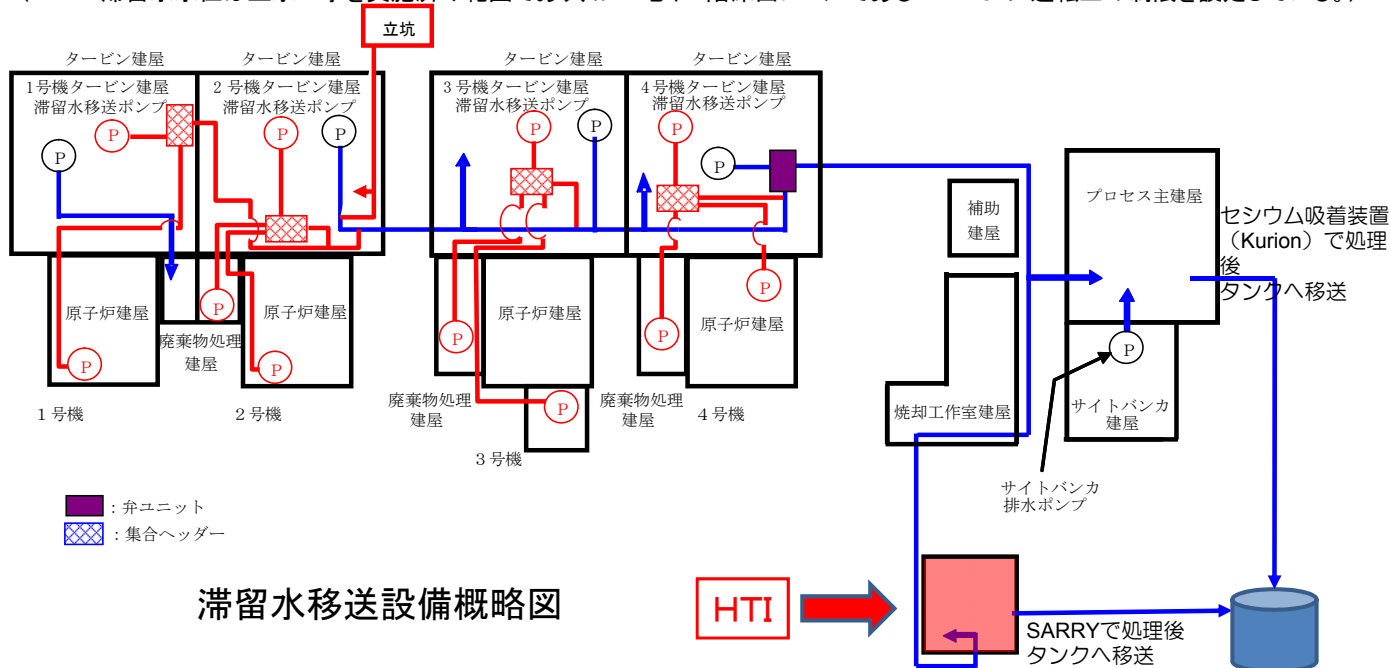 立坑
タービン建屋
タービン建屋
タービン建屋
タービン建屋
1号機タービン建屋
滞留水移送ポンプ
2号機タービン建屋
滞留水移送ポンプ
3号機タービン建屋
滞留水移送ポンプ
4号機タービン建屋
滞留水移送ポンプ
P
P
P
P
P
P
P
P
補助
建屋
プロセス主建屋
セシウム吸着装置
（Kurion）で処理
後
タンクへ移送
原子炉建屋
P
原子炉建屋
原子炉建屋
P
P
P
原子炉建屋
廃棄物処理
建屋
P
P
P
P
廃棄物処理
建屋
廃棄物処理
建屋
焼却工作室建屋
サイトバンカ
建屋
1号機
2号機
3号機
4号機
サイトバンカ
排水ポンプ
：弁ユニット
：集合ヘッダー
滞留水移送設備概略図
HTI
SARRYで処理後
タンクへ移送